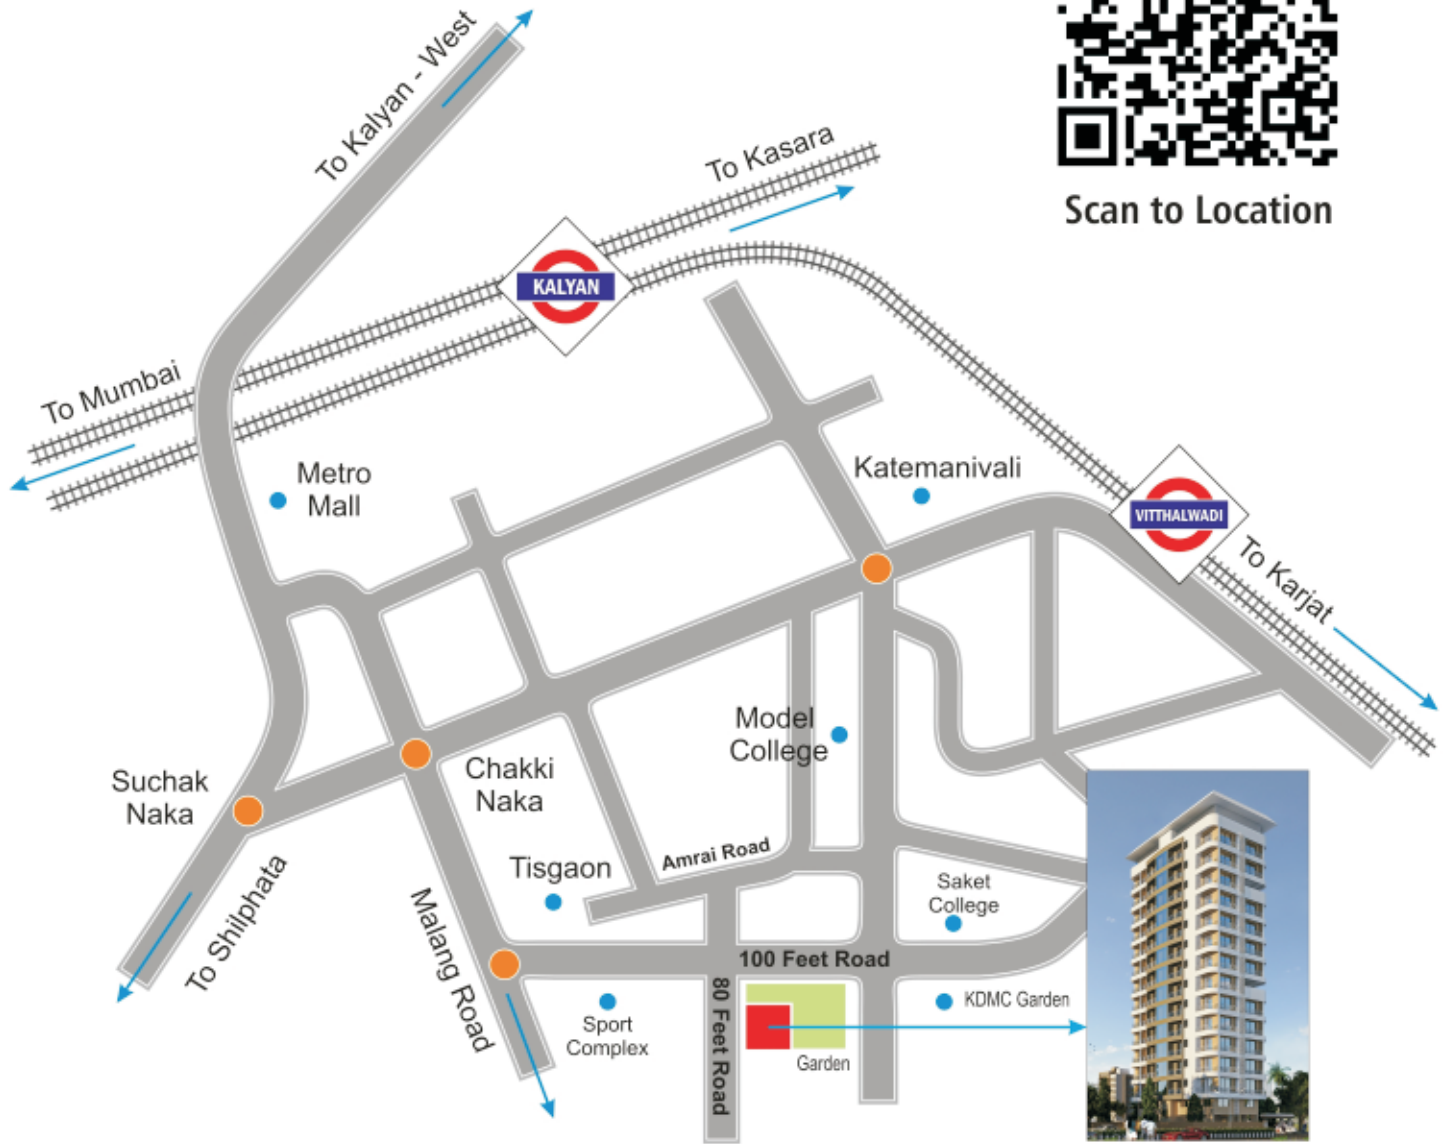 To Kalyan - West
To Kasara
Scan to Location
KALYAN
To Mumbai
Metro
Mall
Katemanivali
VITTHALWADI
To Karjat
Model
College
Suchak
Naka
Chakki
Naka
Amrai Road
Tisgaon
Saket
College
To Shilphata
Malang Road
100 Feet Road
80 Feet Road
KDMC Garden
Sport
Complex
Garden